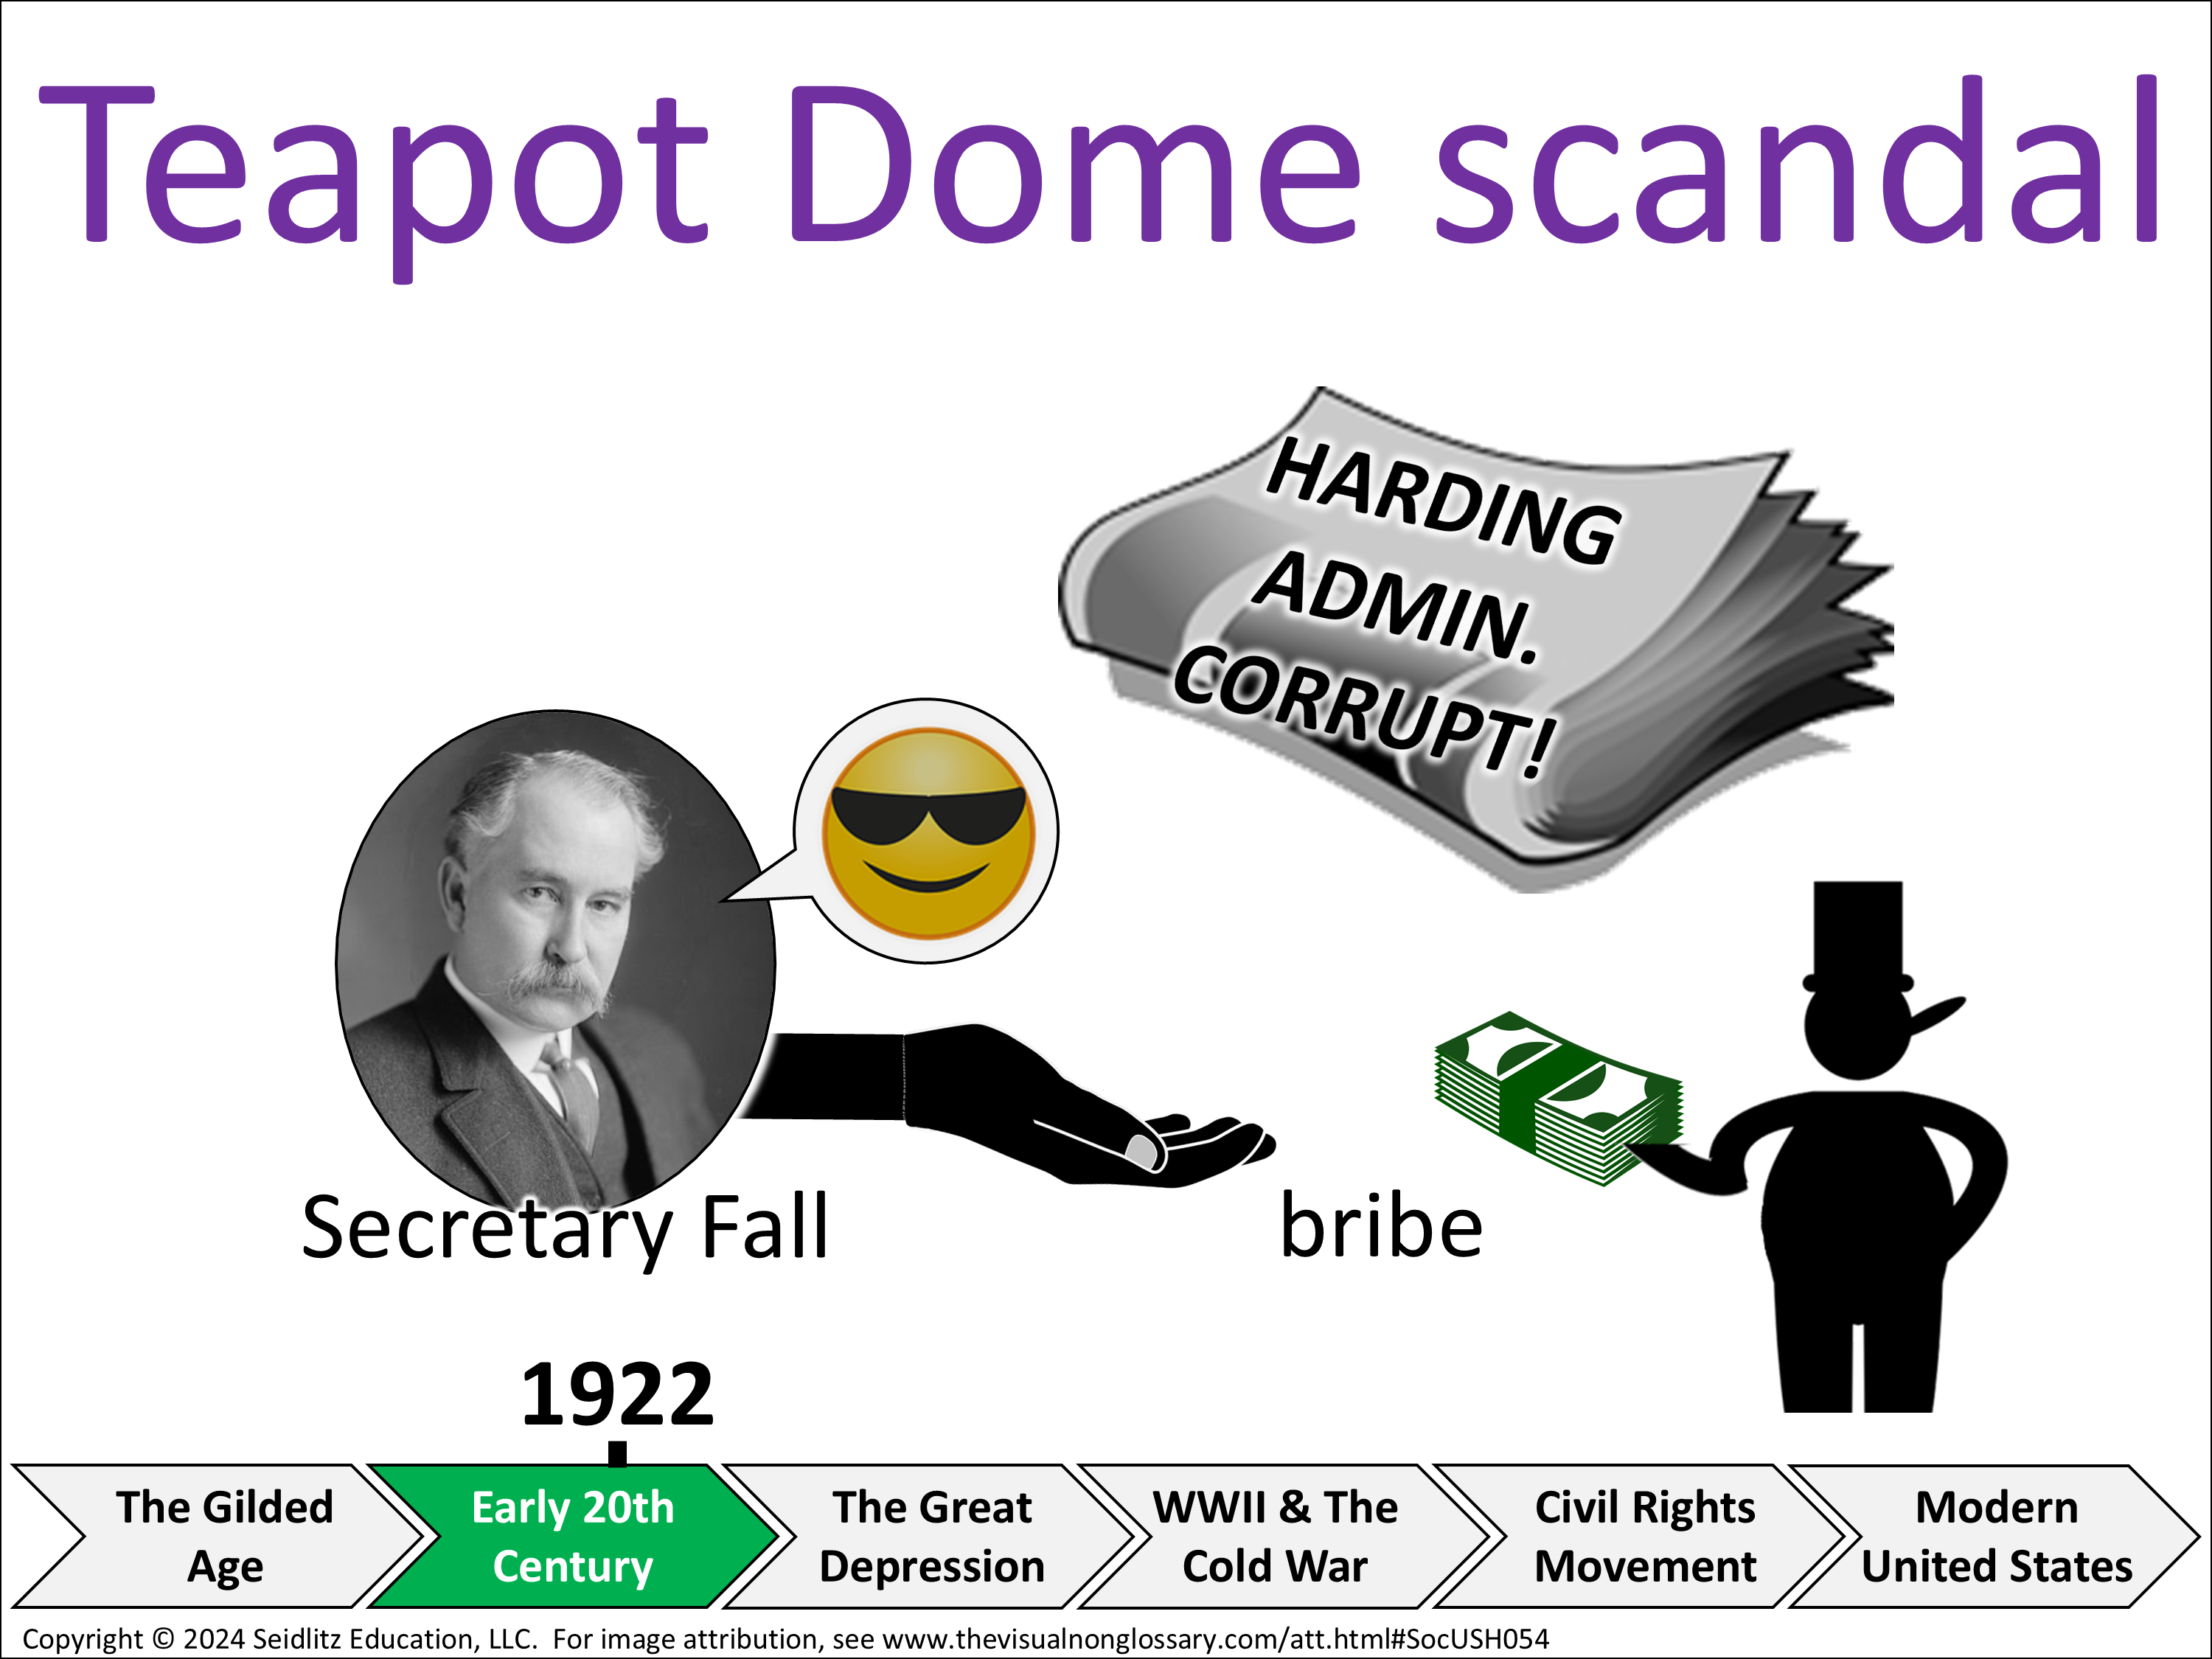 Teapot Dome scandal
HARDING
ADMIN.
CORRUPT!
Secretary Fall
bribe
1922
The Gilded
Age
Early 20th
Century
The Great
Depression
WWII & The
Cold War
Civil Rights
Movement
Modern
United States
Copyright © 2024 Seidlitz Education, LLC.  For image attribution, see www.thevisualnonglossary.com/att.html#SocUSH054